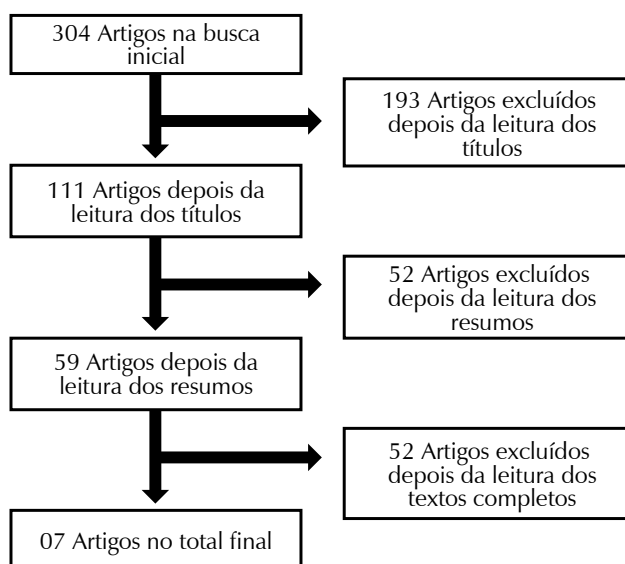 304 Artigos na busca
inicial
193 Artigos excluídos
depois da leitura dos
títulos
111 Artigos depois da
leitura dos títulos
52 Artigos excluídos
depois da leitura dos
resumos
59 Artigos depois da
leitura dos resumos
52 Artigos excluídos
depois da leitura dos
textos completos
07 Artigos no total final